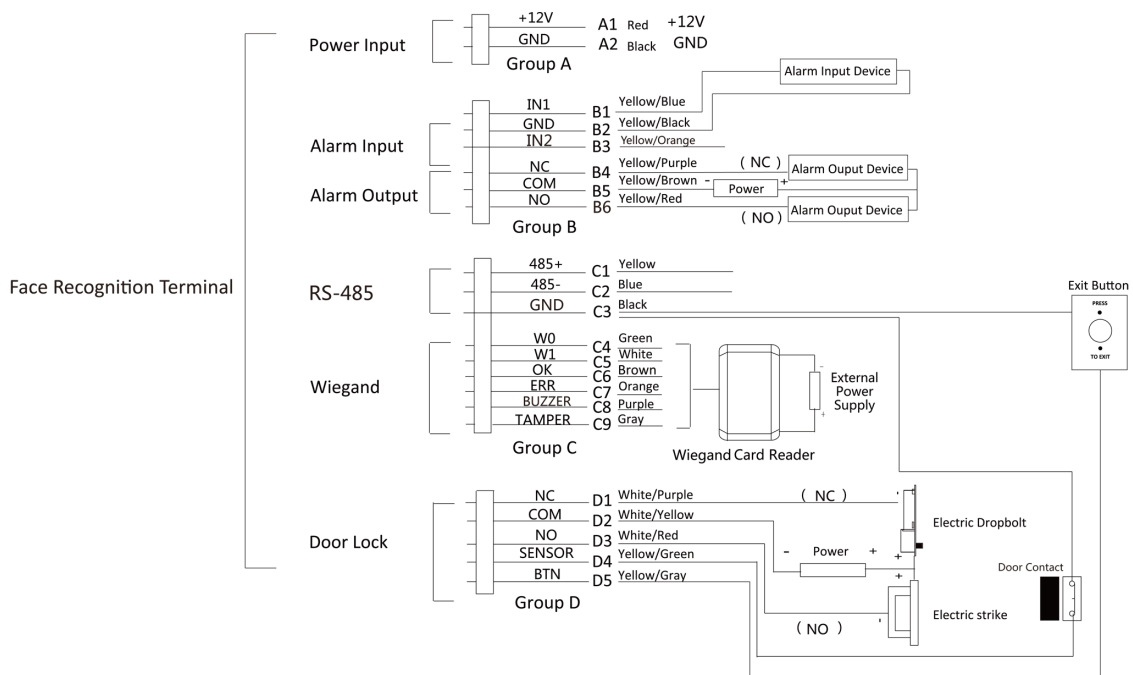 Face Recognition Terminal
Power Input
+12V A1 Red +12V
GND A2 Black GND
Group A
Alarm Input
Alarm Output
IN1 B1 Yellow/Blue
GND B2 Yellow/Black
IN2 B3 Yellow/Orange
NC B4 Yellow/Purple ( NC )
COM B5 Yellow/Brown - Power +
NO B6 Yellow/Red ( NO )
Group B
Alarm Input Device
Alarm Ouput Device
Alarm Ouput Device
RS-485
485+ C1 Yellow
485- C2 Blue
GND C3 Black
Wiegand
W0 C4 Green
W1 C5 White
OK C6 Brown
ERR C7 Orange
BUZZER C8 Purple
TAMPER C9 Gray
Group C
Wiegand Card Reader
-
External
Power
Supply
+
Exit Button
PRESS
TO EXIT
Door Lock
NC D1 White/Purple ( NC ) -
COM D2 White/Yellow
NO D3 White/Red
SENSOR D4 Yellow/Green
BTN D5 Yellow/Gray
Group D
- Power + +
+
Electric Dropbolt
Door Contact
Electric strike
-
( NO )